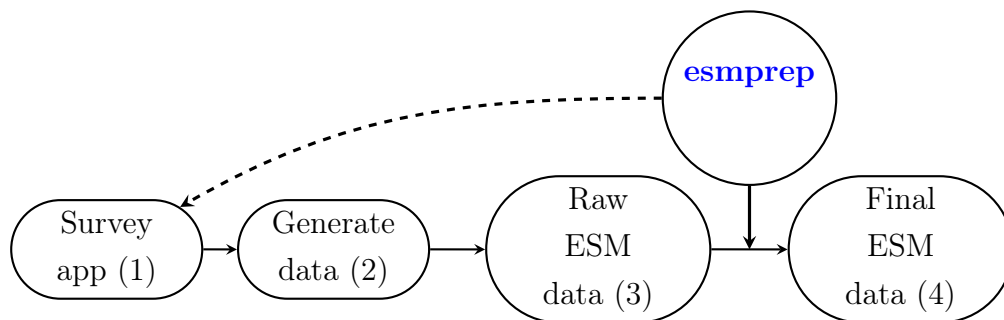 esmprep
Survey
app (1)
Generate
data (2)
Raw
ESM
data (3)
Final
ESM
data (4)